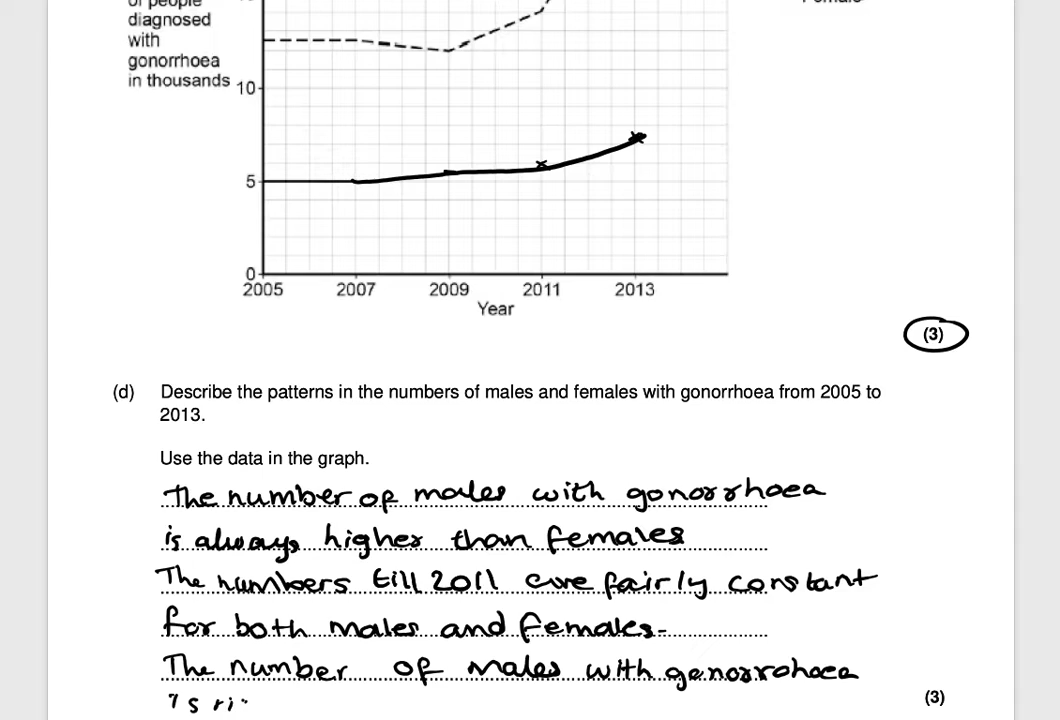 diagnosed
with
gonorrhoea
in thousands
10
5
0
2005 2007 2009 2011 2013
Year
(3)
(d) Describe the patterns in the numbers of males and females with gonorrhoea from 2005 to
2013.
Use the data in the graph.
The number of males with gonorrhoea
is always higher than females
The numbers till 2011 are fairly constant
for both males and females-
The number of males with gonorrohoea
is ri
(3)